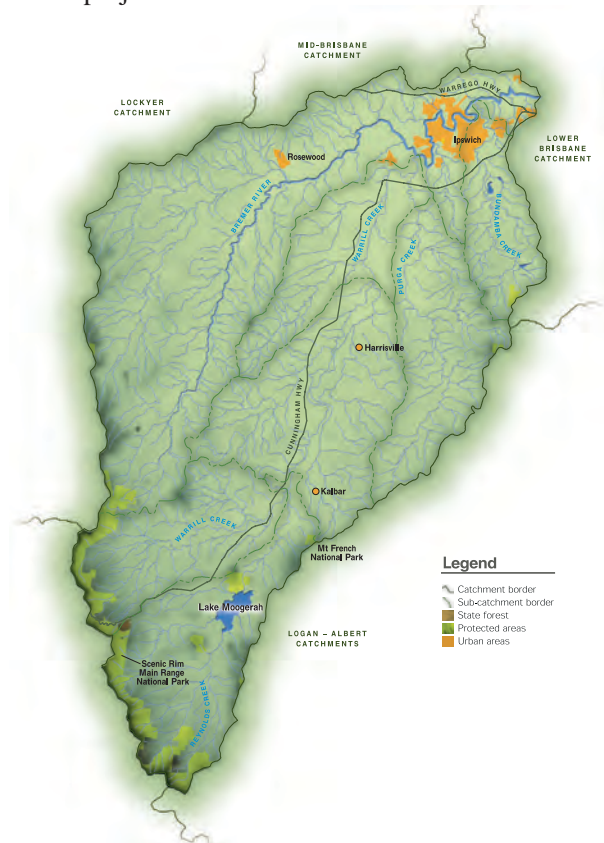 MID-BRISBANE
CATCHMENT
WARREGO HWY
LOCKYER
CATCHMENT
Ipswich
LOWER
BRISBANE
CATCHMENT
Rosewood
BREMER RIVER
BUNDAMBA CREEK
WARRILL CREEK
PURGA CREEK
Harrisville
CUNNINGHAM HWY
Kalbar
WARRILL CREEK
Mt French
National Park
Legend
Catchment border
Sub-catchment border
State forest
Protected areas
Urban areas
Lake Moogerah
LOGAN – ALBERT
CATCHMENTS
Scenic Rim
Main Range
National Park
REYNOLDS CREEK